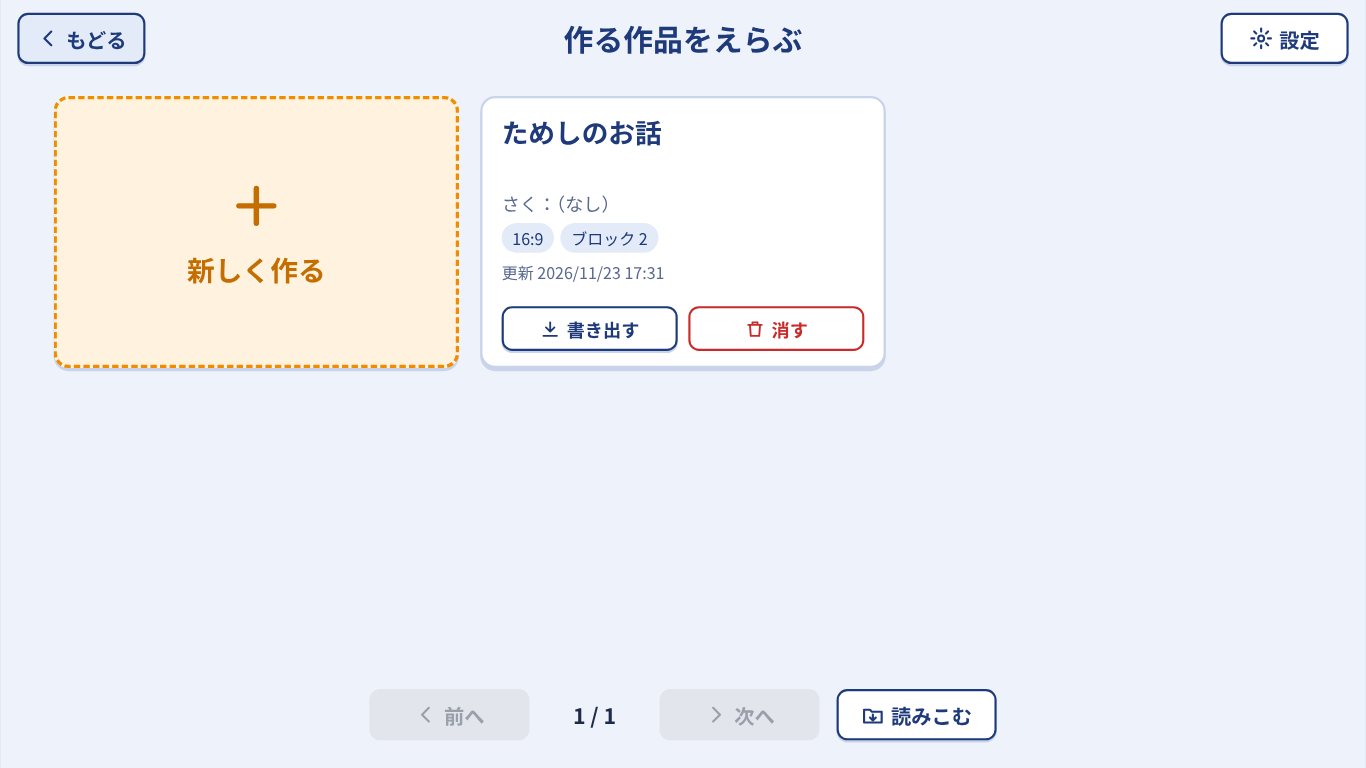 もどる
作る作品をえらぶ
設定
新しく作る
ためしのお話
さく：（なし）
16:9 ブロック 2
更新 2026/11/23 17:31
書き出す 消す
前へ 1 / 1 次へ 読みこむ